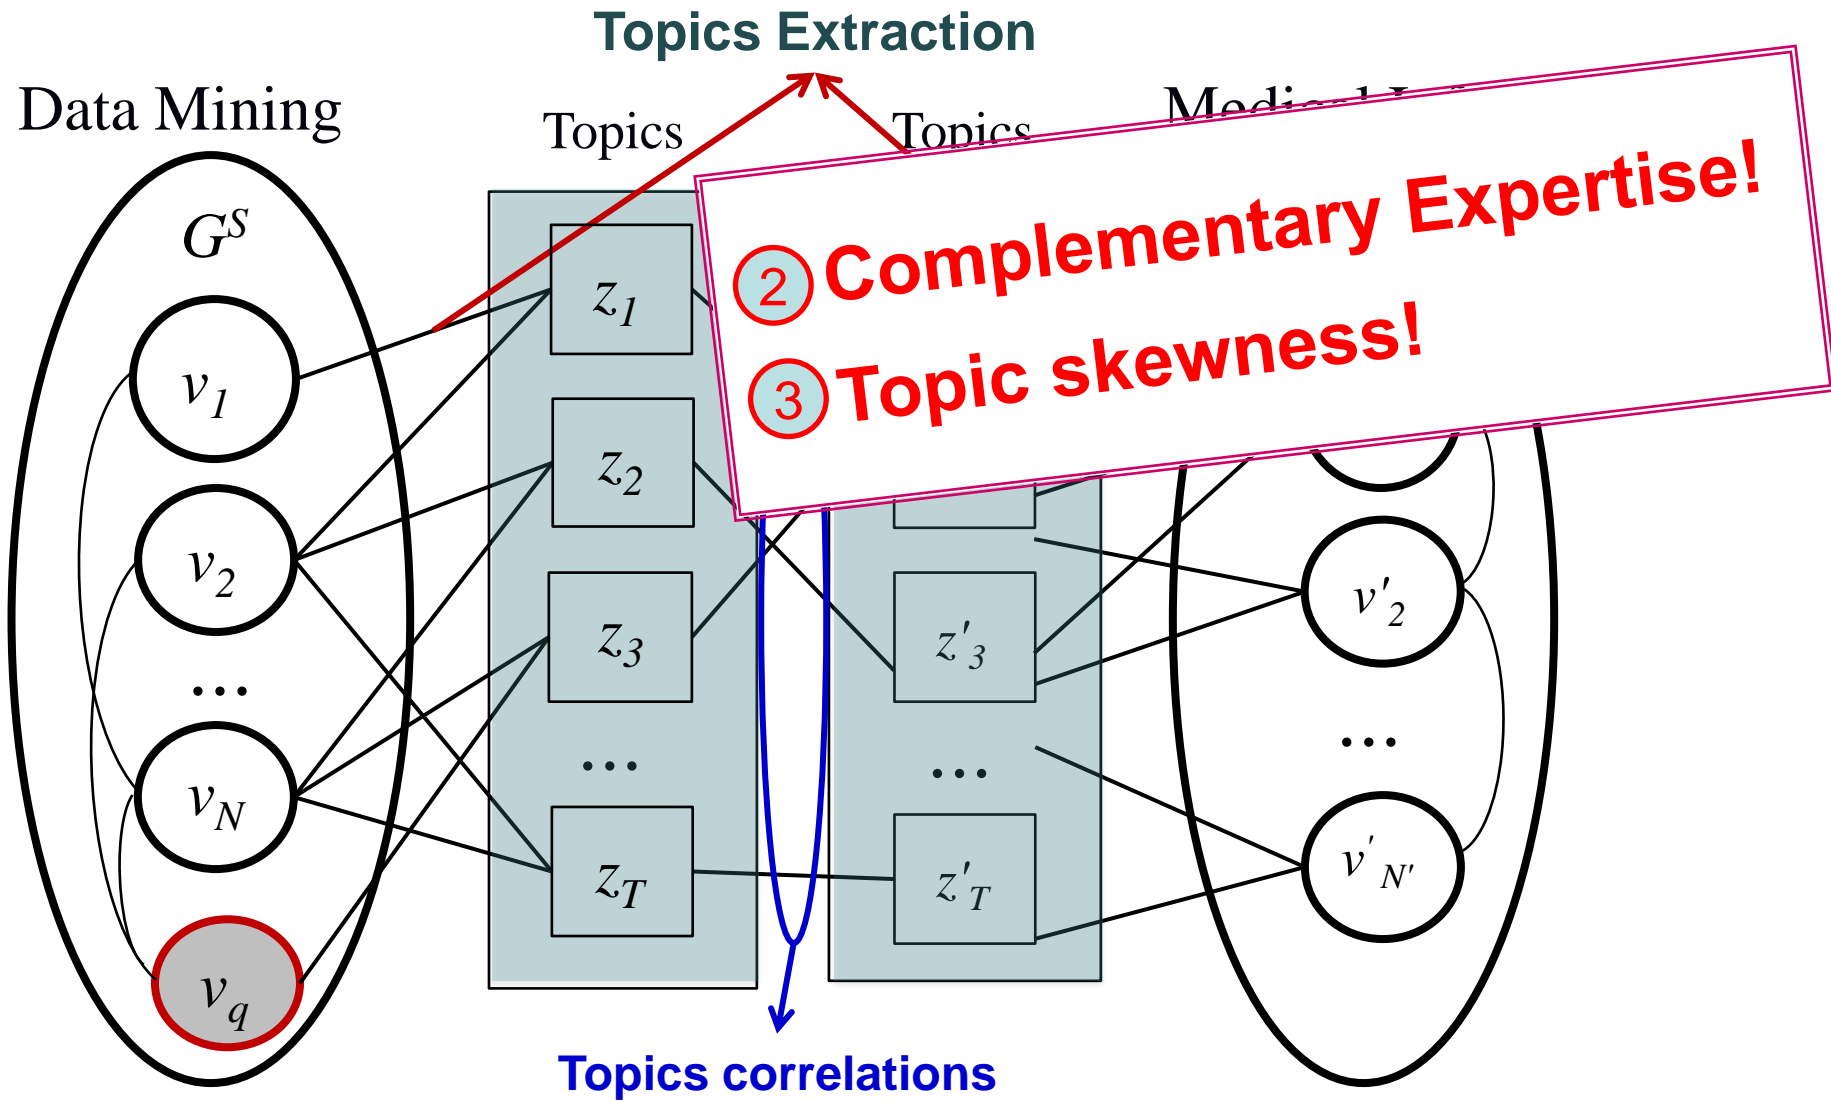 Topics Extraction
Data Mining
Topics
Topics
G^S
② Complementary Expertise!
③ Topic skewness!
z_1
v_1
z_2
v_2
v'_2
z_3
z'_3
...
...
...
...
v_N
z_T
z'_T
v'_N'
v_q
Topics correlations